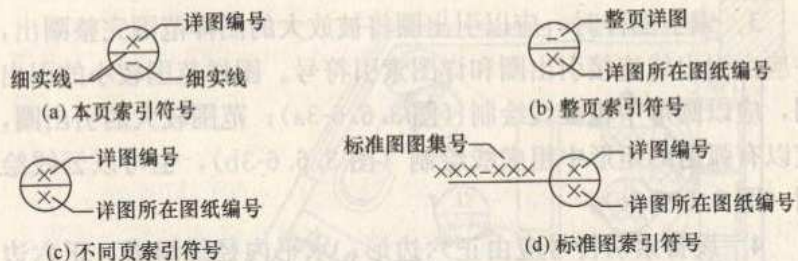 详图编号
×
细实线 细实线
(a) 本页索引符号
整页详图
–
×
详图所在图纸编号
(b) 整页索引符号
详图编号
×
×
详图所在图纸编号
(c) 不同页索引符号
标准图图集号
×××–×××
详图编号
×
×
详图所在图纸编号
(d) 标准图索引符号